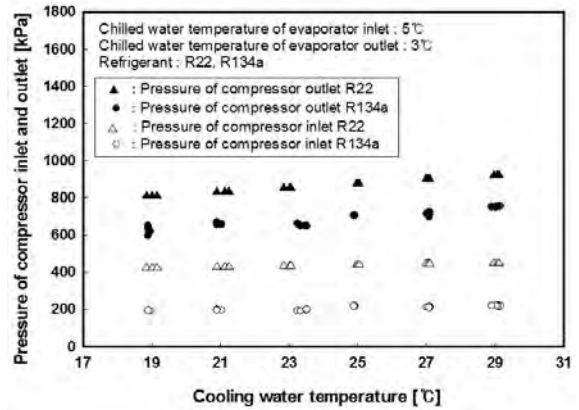 Pressure of compressor inlet and outlet [kPa]
1800
1600
1400
1200
1000
800
600
400
200
0
Chilled water temperature of evaporator inlet : 5℃
Chilled water temperature of evaporator outlet : 3℃
Refrigerant : R22, R134a
▲ : Pressure of compressor outlet R22
● : Pressure of compressor outlet R134a
△ : Pressure of compressor inlet R22
○ : Pressure of compressor inlet R134a
17 19 21 23 25 27 29 31
Cooling water temperature [℃]